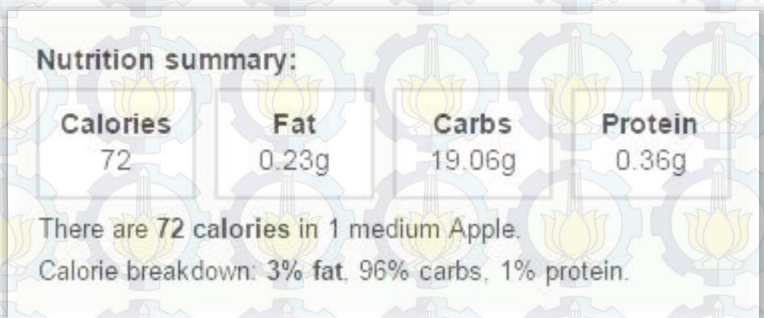 Nutrition summary:
Calories Fat Carbs Protein
72 0.23g 19.06g 0.36g
There are 72 calories in 1 medium Apple.
Calorie breakdown: 3% fat, 96% carbs, 1% protein.